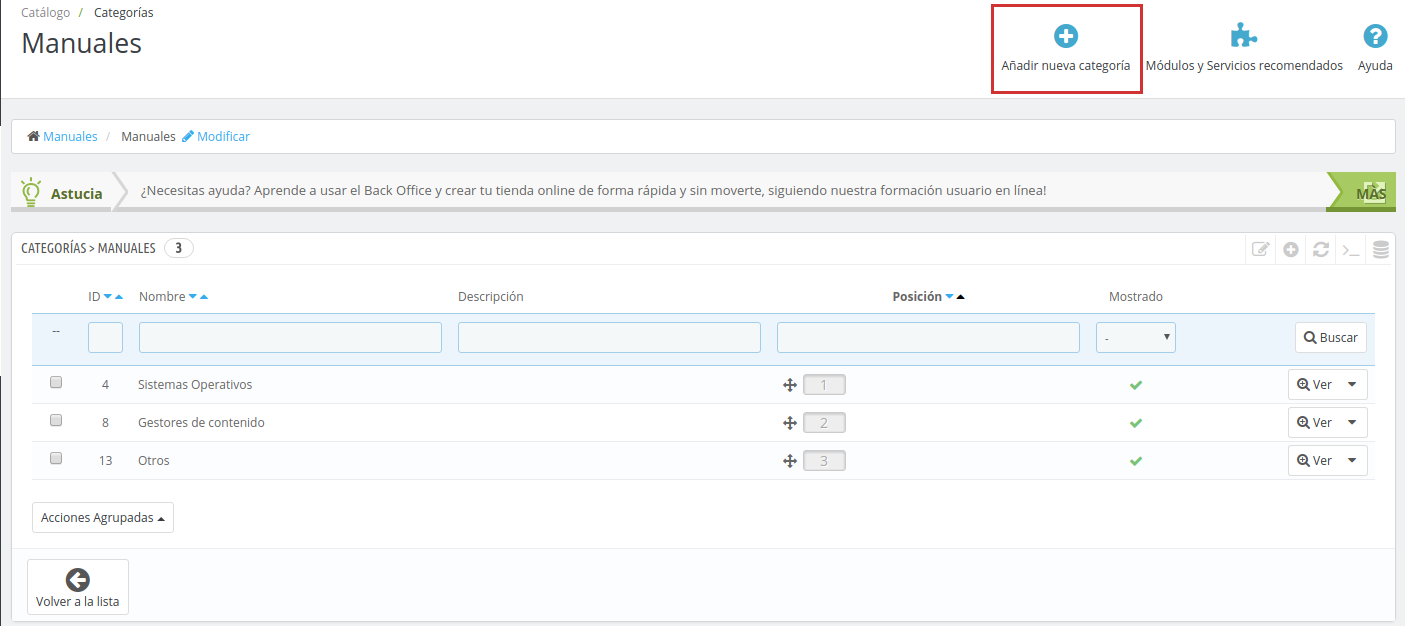 Catálogo / Categorías
Manuales
Añadir nueva categoría
Módulos y Servicios recomendados
Ayuda
Manuales / Manuales Modificar
Astucia
¿Necesitas ayuda? Aprende a usar el Back Office y crear tu tienda online de forma rápida y sin moverte, siguiendo nuestra formación usuario en línea!
MÁS
CATEGORÍAS > MANUALES 3
ID Nombre Descripción Posición Mostrado
-- - Buscar
4 Sistemas Operativos 1 Ver
8 Gestores de contenido 2 Ver
13 Otros 3 Ver
Acciones Agrupadas
Volver a la lista